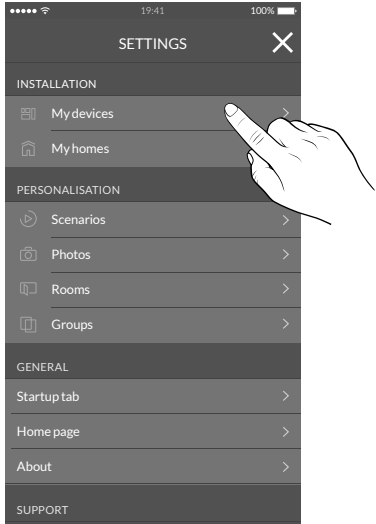 19:41
100%
SETTINGS
INSTALLATION
My devices
My homes
PERSONALISATION
Scenarios
Photos
Rooms
Groups
GENERAL
Startup tab
Home page
About
SUPPORT